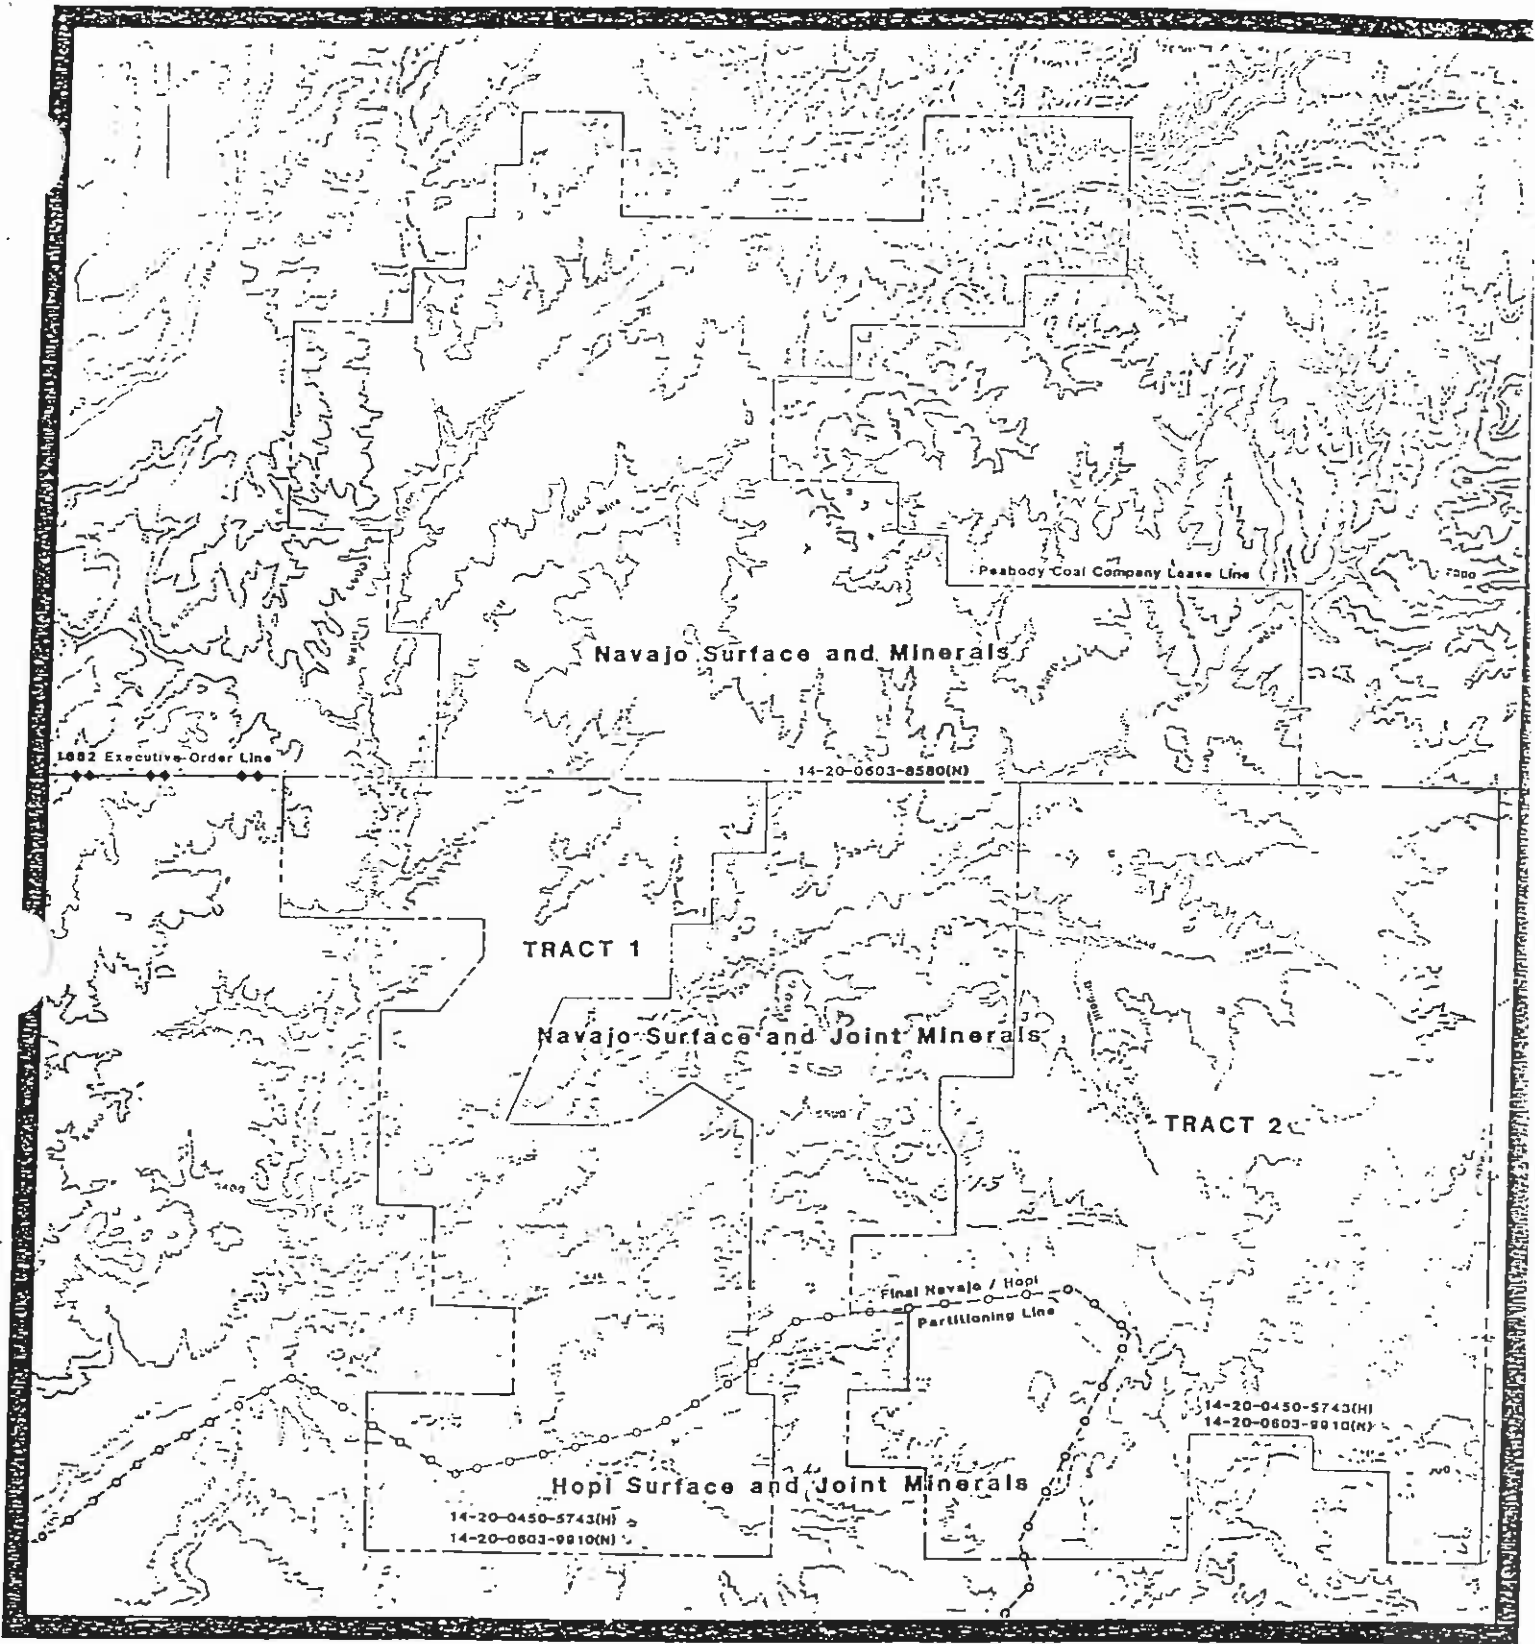 Peabody Coal Company Lease Line
7200
Navajo Surface and Minerals
1882 Executive Order Line
14-20-0603-8580(N)
TRACT 1
Navajo Surface and Joint Minerals
TRACT 2
Final Navajo / Hopi
Partitioning Line
14-20-0450-5743(H)
14-20-0603-9910(N)
Hopi Surface and Joint Minerals
14-20-0450-5743(H)
14-20-0603-9910(N)